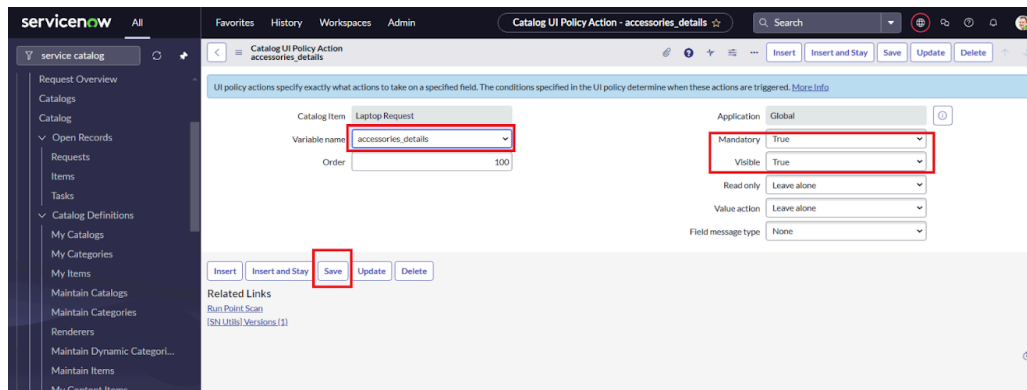 servicenow All Favorites History Workspaces Admin Catalog UI Policy Action - accessories_details Search
service catalog
Request Overview
Catalogs
Catalog
Open Records
Requests
Items
Tasks
Catalog Definitions
My Catalogs
My Categories
My Items
Maintain Catalogs
Maintain Categories
Renderers
Maintain Dynamic Categori...
Maintain Items
My Content Items
Catalog UI Policy Action
accessories_details
Insert Insert and Stay Save Update Delete
UI policy actions specify exactly what actions to take on a specified field. The conditions specified in the UI policy determine when these actions are triggered. More Info
Catalog Item Laptop Request
Variable name accessories_details
Order 100
Application Global
Mandatory True
Visible True
Read only Leave alone
Value action Leave alone
Field message type None
Insert Insert and Stay Save Update Delete
Related Links
Run Point Scan
[SN Utils] Versions (1)